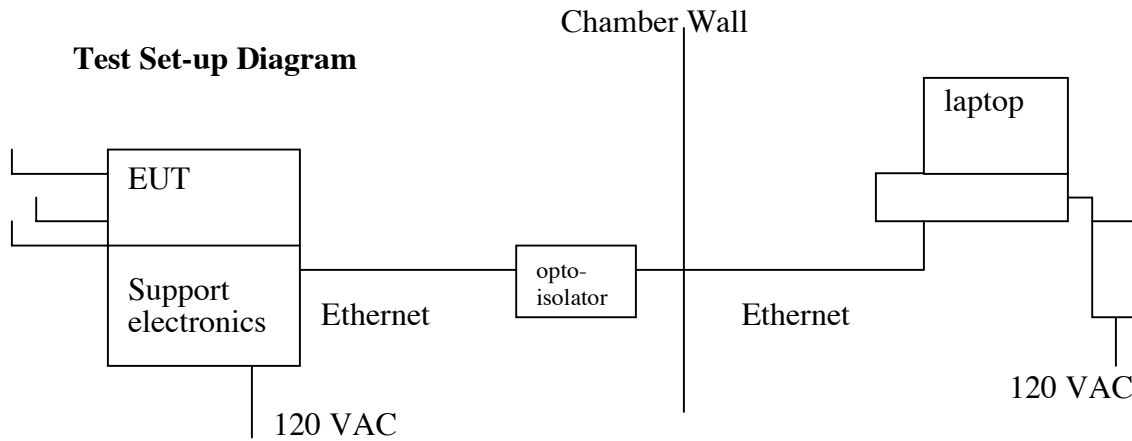 Chamber Wall
Test Set-up Diagram
laptop
EUT
Support
electronics
Ethernet
opto-
isolator
Ethernet
120 VAC
120 VAC